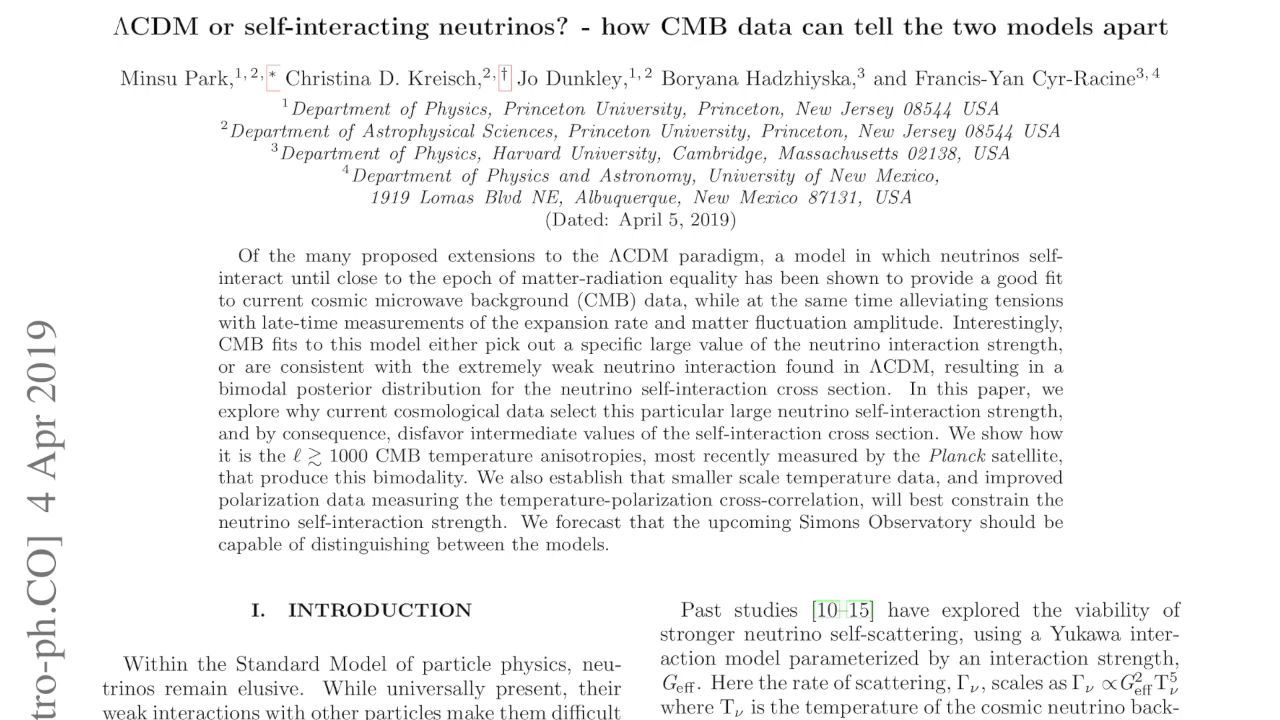 ΛCDM or self-interacting neutrinos? - how CMB data can tell the two models apart
Minsu Park,1, 2, * Christina D. Kreisch,2, † Jo Dunkley,1, 2 Boryana Hadzhiyska,3 and Francis-Yan Cyr-Racine3, 4
1Department of Physics, Princeton University, Princeton, New Jersey 08544 USA
2Department of Astrophysical Sciences, Princeton University, Princeton, New Jersey 08544 USA
3Department of Physics, Harvard University, Cambridge, Massachusetts 02138, USA
4Department of Physics and Astronomy, University of New Mexico,
1919 Lomas Blvd NE, Albuquerque, New Mexico 87131, USA
(Dated: April 5, 2019)
Of the many proposed extensions to the ΛCDM paradigm, a model in which neutrinos self-
interact until close to the epoch of matter-radiation equality has been shown to provide a good fit
to current cosmic microwave background (CMB) data, while at the same time alleviating tensions
with late-time measurements of the expansion rate and matter fluctuation amplitude. Interestingly,
CMB fits to this model either pick out a specific large value of the neutrino interaction strength,
or are consistent with the extremely weak neutrino interaction found in ΛCDM, resulting in a
bimodal posterior distribution for the neutrino self-interaction cross section. In this paper, we
explore why current cosmological data select this particular large neutrino self-interaction strength,
and by consequence, disfavor intermediate values of the self-interaction cross section. We show how
it is the ℓ ≳ 1000 CMB temperature anisotropies, most recently measured by the Planck satellite,
that produce this bimodality. We also establish that smaller scale temperature data, and improved
polarization data measuring the temperature-polarization cross-correlation, will best constrain the
neutrino self-interaction strength. We forecast that the upcoming Simons Observatory should be
capable of distinguishing between the models.
tro-ph.CO] 4 Apr 2019
I. INTRODUCTION
Within the Standard Model of particle physics, neu-
trinos remain elusive. While universally present, their
weak interactions with other particles make them difficult
Past studies [10–15] have explored the viability of
stronger neutrino self-scattering, using a Yukawa inter-
action model parameterized by an interaction strength,
Geff. Here the rate of scattering, Γν, scales as Γν ∝G2effT5ν
where Tν is the temperature of the cosmic neutrino back-